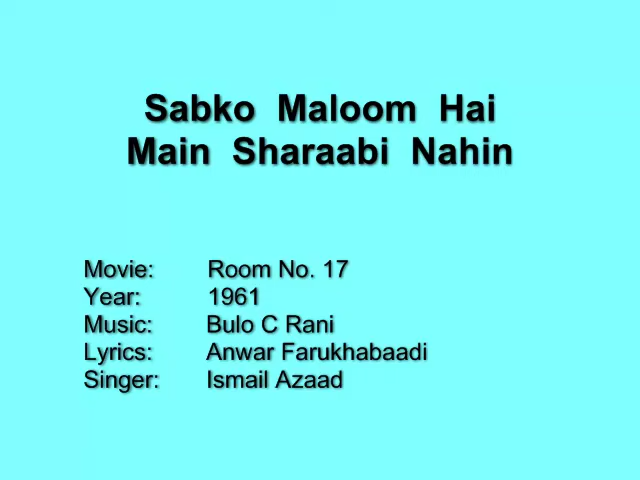 Sabko Maloom Hai
Main Sharaabi Nahin
Movie: Room No. 17
Year: 1961
Music: Bulo C Rani
Lyrics: Anwar Farukhabaadi
Singer: Ismail Azaad